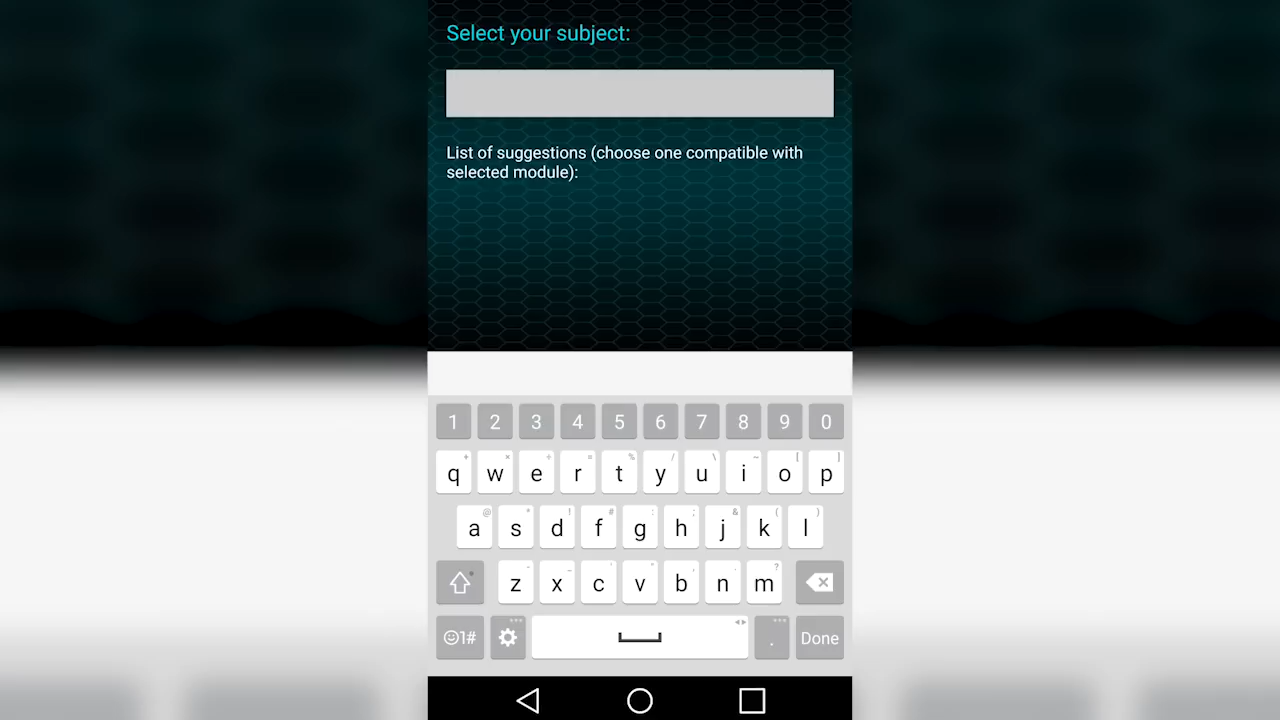 Select your subject:
List of suggestions (choose one compatible with
selected module):
1 2 3 4 5 6 7 8 9 0
q w e r t y u i o p
a s d f g h j k l
z x c v b n m
1# . Done